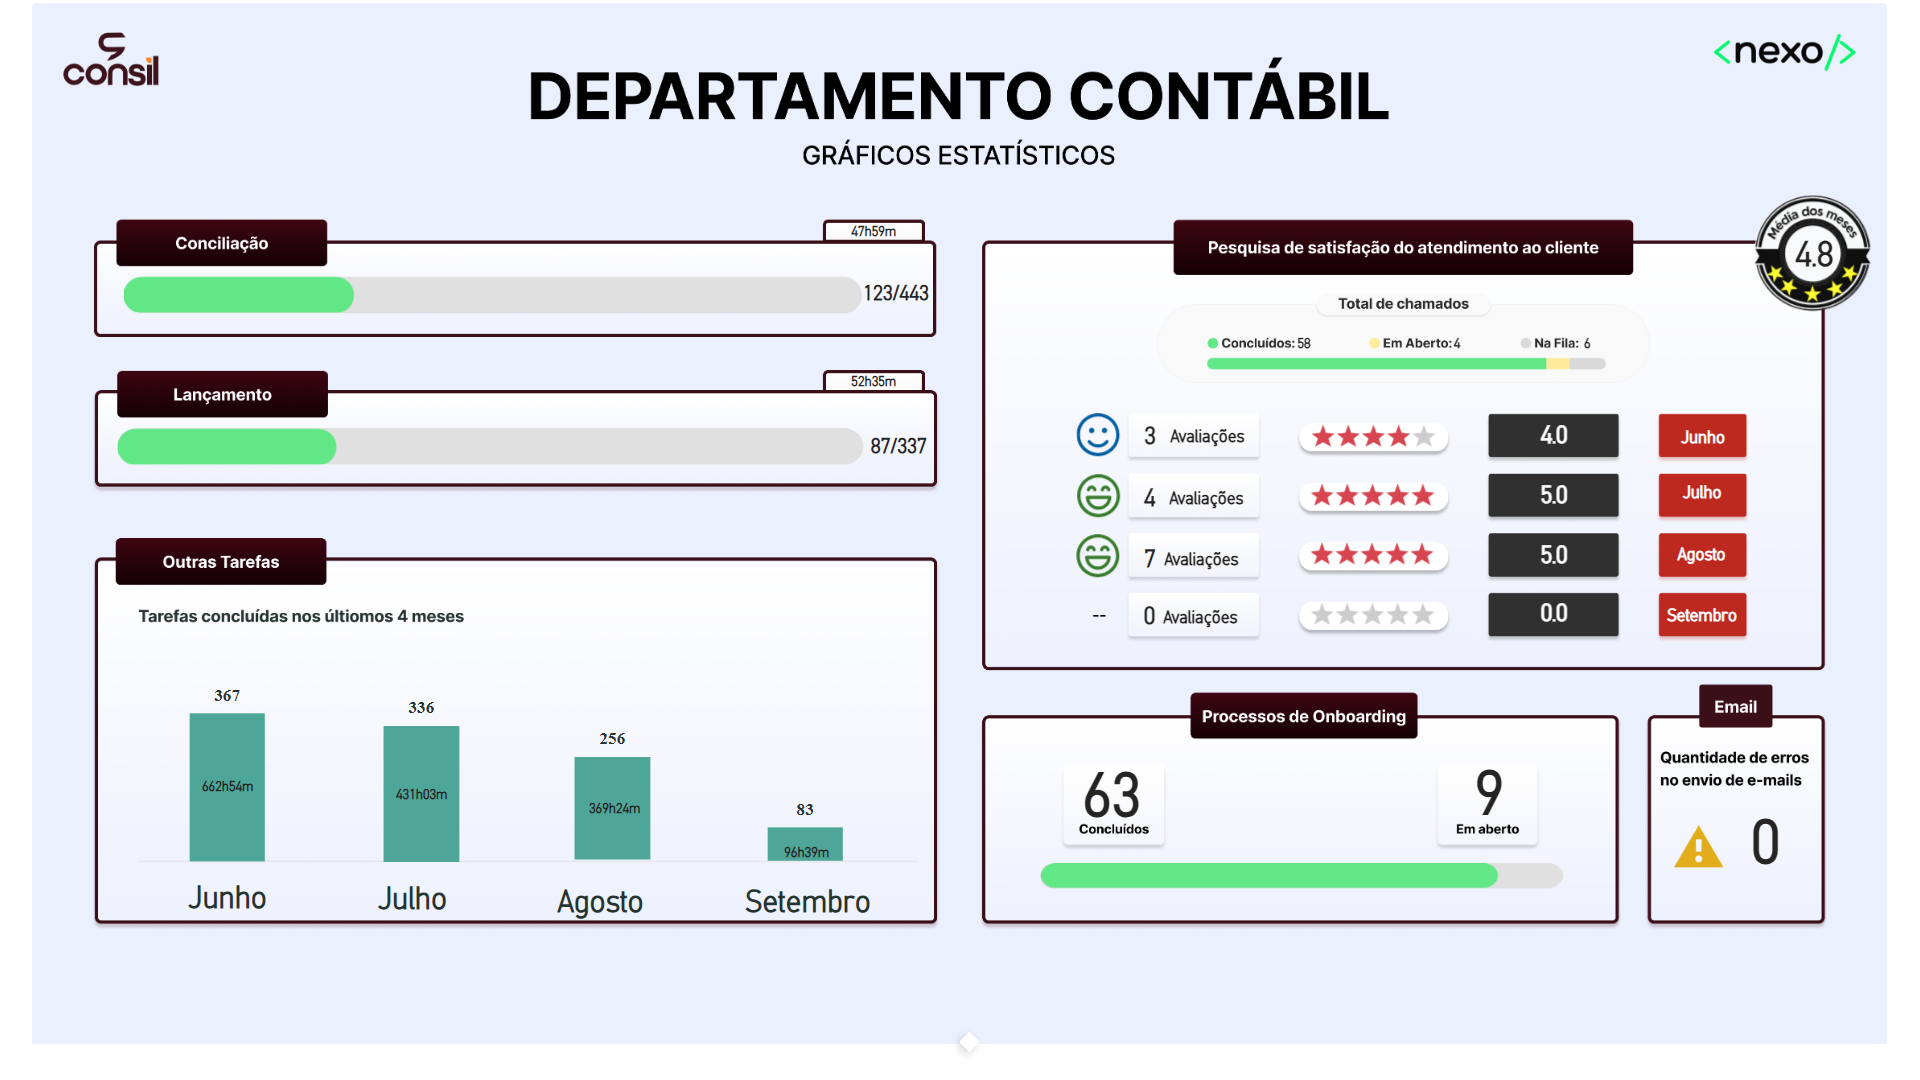 consil
<nexo/>
DEPARTAMENTO CONTÁBIL
GRÁFICOS ESTATÍSTICOS
Conciliação
47h59m
123/443
Lançamento
52h35m
87/337
Outras Tarefas
Tarefas concluídas nos últiomos 4 meses
367
336
256
83
662h54m
431h03m
369h24m
96h39m
Junho
Julho
Agosto
Setembro
Pesquisa de satisfação do atendimento ao cliente
Média dos meses
4.8
Total de chamados
Concluídos: 58
Em Aberto: 4
Na Fila: 6
3 Avaliações
4.0
Junho
4 Avaliações
5.0
Julho
7 Avaliações
5.0
Agosto
--
0 Avaliações
0.0
Setembro
Processos de Onboarding
63
Concluídos
9
Em aberto
Email
Quantidade de erros
no envio de e-mails
0